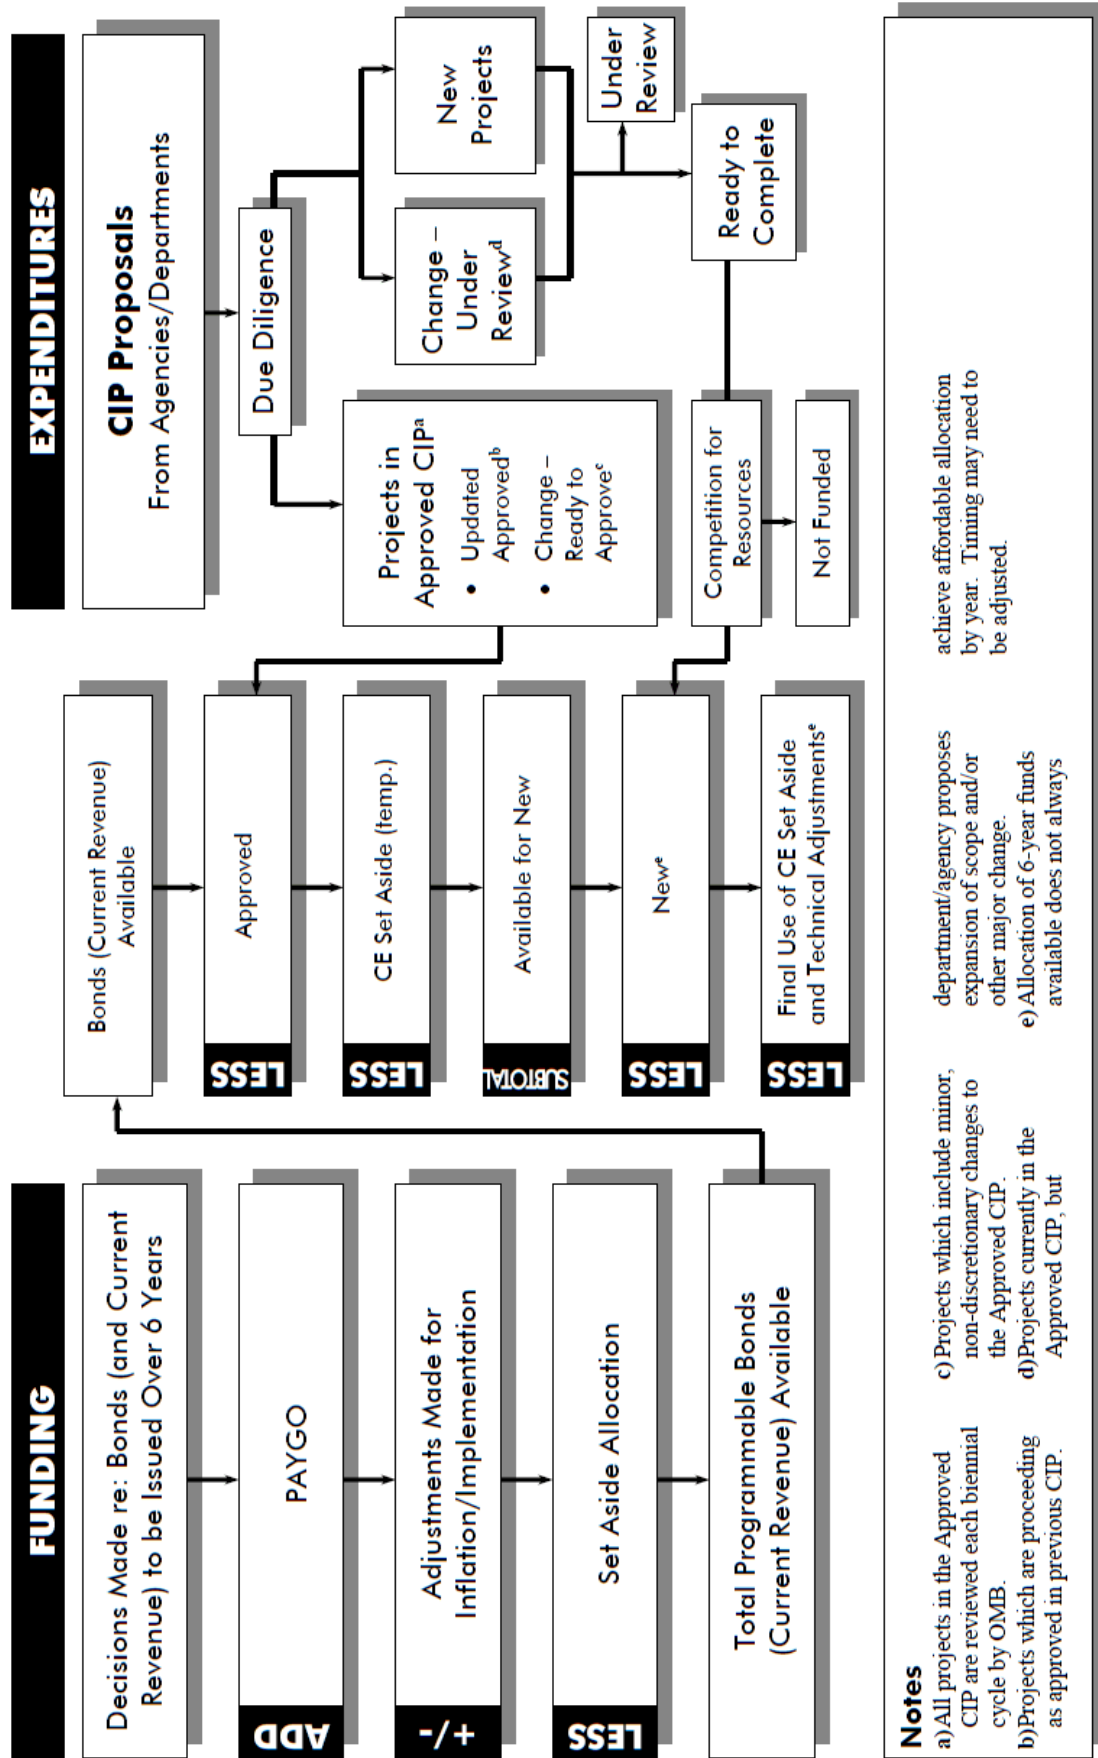 FUNDING
Decisions Made re: Bonds (and Current
Revenue) to be Issued Over 6 Years
ADD
PAYGO
+/-
Adjustments Made for
Inflation/Implementation
LESS
Set Aside Allocation
Total Programmable Bonds
(Current Revenue) Available
Bonds (Current Revenue)
Available
LESS
Approved
LESS
CE Set Aside (temp.)
SUBTOTAL
Available for New
LESS
Newᵉ
LESS
Final Use of CE Set Aside
and Technical Adjustmentsᵉ
EXPENDITURES
CIP Proposals
From Agencies/Departments
Due Diligence
Projects in
Approved CIPᵃ
• Updated
Approvedᵇ
• Change –
Ready to
Approveᶜ
Change –
Under
Reviewᵈ
New
Projects
Under
Review
Ready to
Complete
Competition for
Resources
Not Funded
Notes
a) All projects in the Approved
CIP are reviewed each biennial
cycle by OMB.
b) Projects which are proceeding
as approved in previous CIP.
c) Projects which include minor,
non-discretionary changes to
the Approved CIP.
d) Projects currently in the
Approved CIP, but
department/agency proposes
expansion of scope and/or
other major change.
e) Allocation of 6-year funds
available does not always
achieve affordable allocation
by year. Timing may need to
be adjusted.